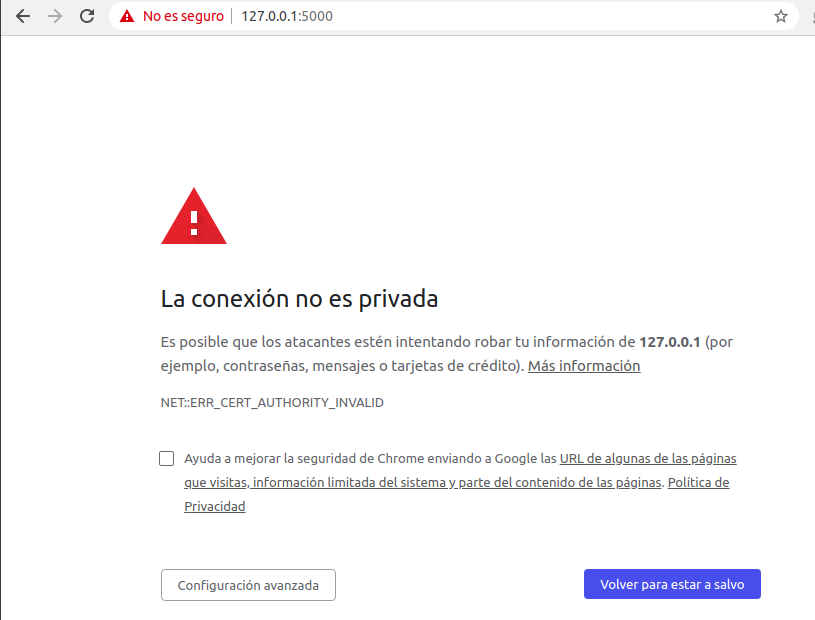 No es seguro 127.0.0.1:5000
La conexión no es privada
Es posible que los atacantes estén intentando robar tu información de 127.0.0.1 (por
ejemplo, contraseñas, mensajes o tarjetas de crédito). Más información
NET::ERR_CERT_AUTHORITY_INVALID
Ayuda a mejorar la seguridad de Chrome enviando a Google las URL de algunas de las páginas
que visitas, información limitada del sistema y parte del contenido de las páginas. Política de
Privacidad
Configuración avanzada
Volver para estar a salvo